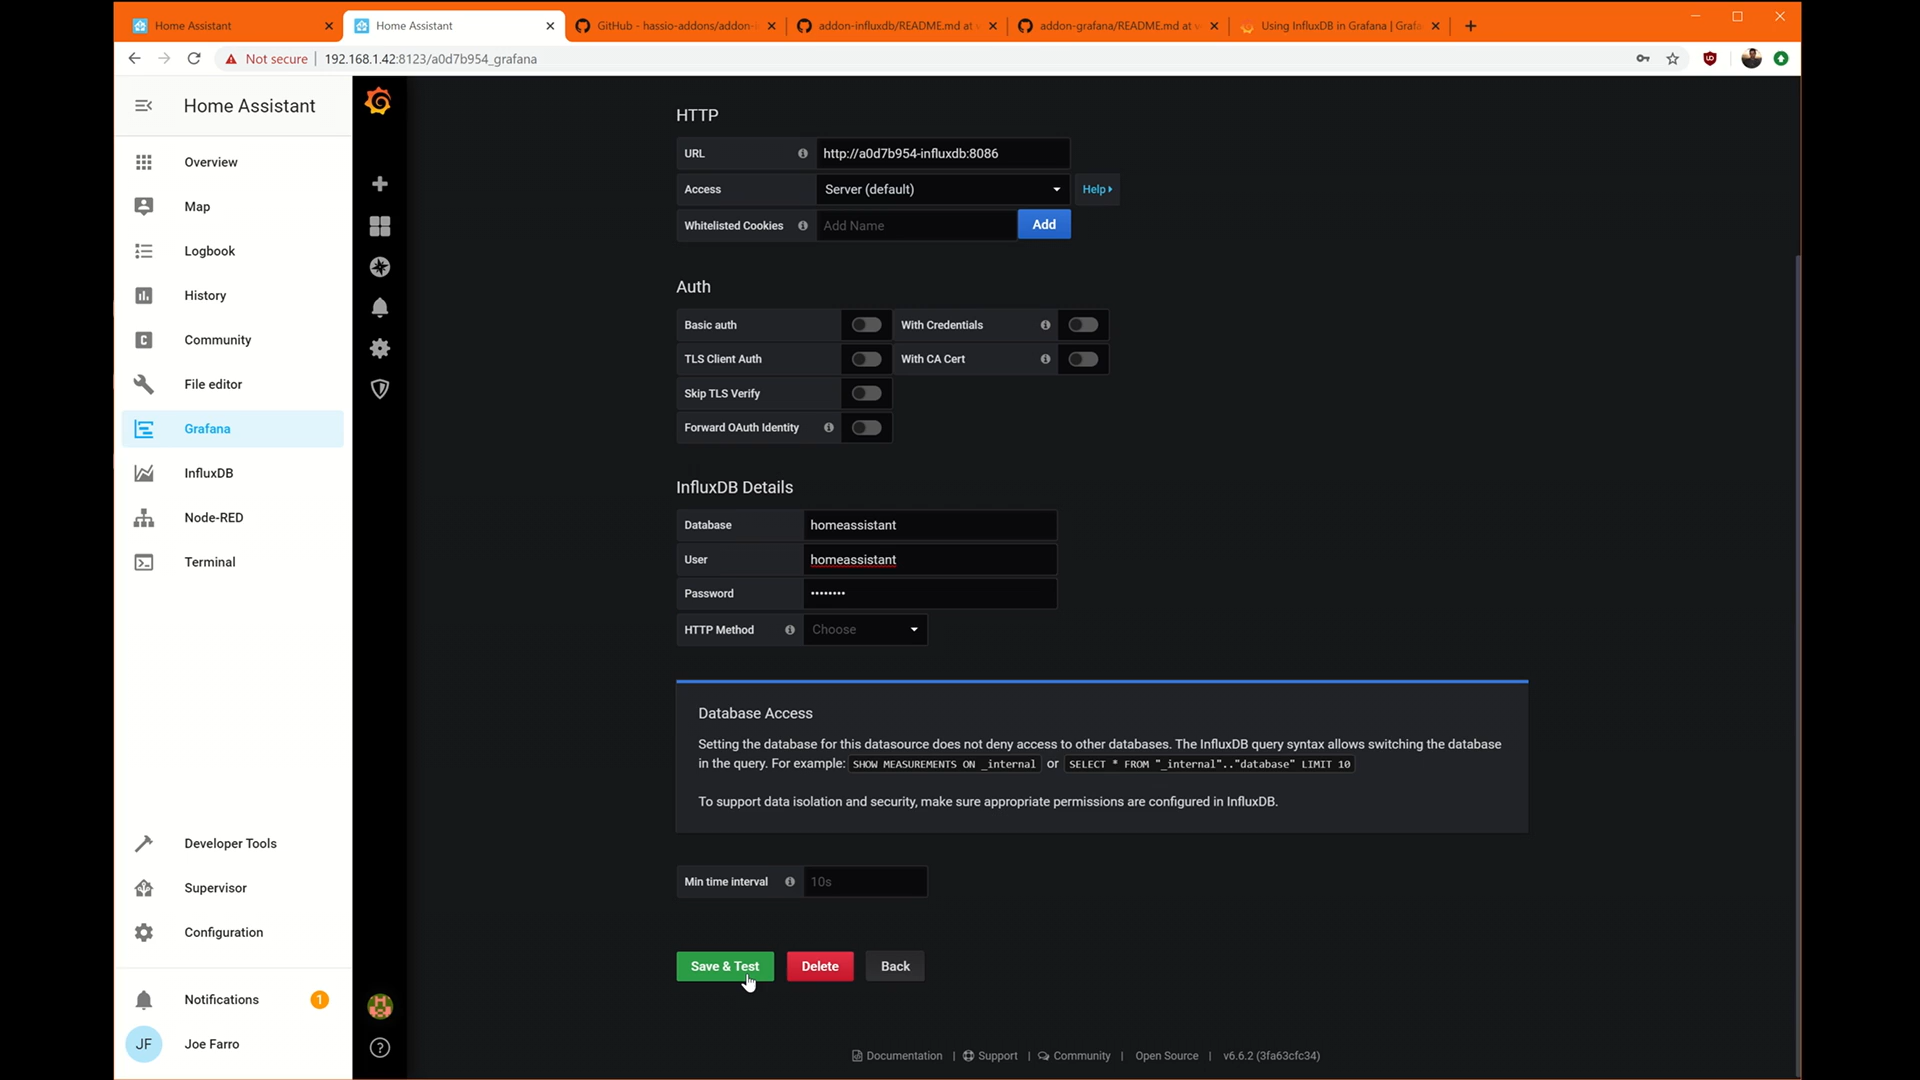 Home Assistant
Home Assistant
GitHub - hassio-addons/addon-
addon-influxdb/README.md at
addon-grafana/README.md at
Using InfluxDB in Grafana | Grafa
Not secure | 192.168.1.42:8123/a0d7b954_grafana
Home Assistant
Overview
Map
Logbook
History
Community
File editor
Grafana
InfluxDB
Node-RED
Terminal
Developer Tools
Supervisor
Configuration
Notifications 1
JF Joe Farro
HTTP
URL http://a0d7b954-influxdb:8086
Access Server (default) Help
Whitelisted Cookies Add Name Add
Auth
Basic auth With Credentials
TLS Client Auth With CA Cert
Skip TLS Verify
Forward OAuth Identity
InfluxDB Details
Database homeassistant
User homeassistant
Password ••••••••
HTTP Method Choose
Database Access
Setting the database for this datasource does not deny access to other databases. The InfluxDB query syntax allows switching the database
in the query. For example: SHOW MEASUREMENTS ON _internal or SELECT * FROM "_internal".."database" LIMIT 10
To support data isolation and security, make sure appropriate permissions are configured in InfluxDB.
Min time interval 10s
Save & Test Delete Back
Documentation | Support | Community | Open Source | v6.6.2 (3fa63cfc34)